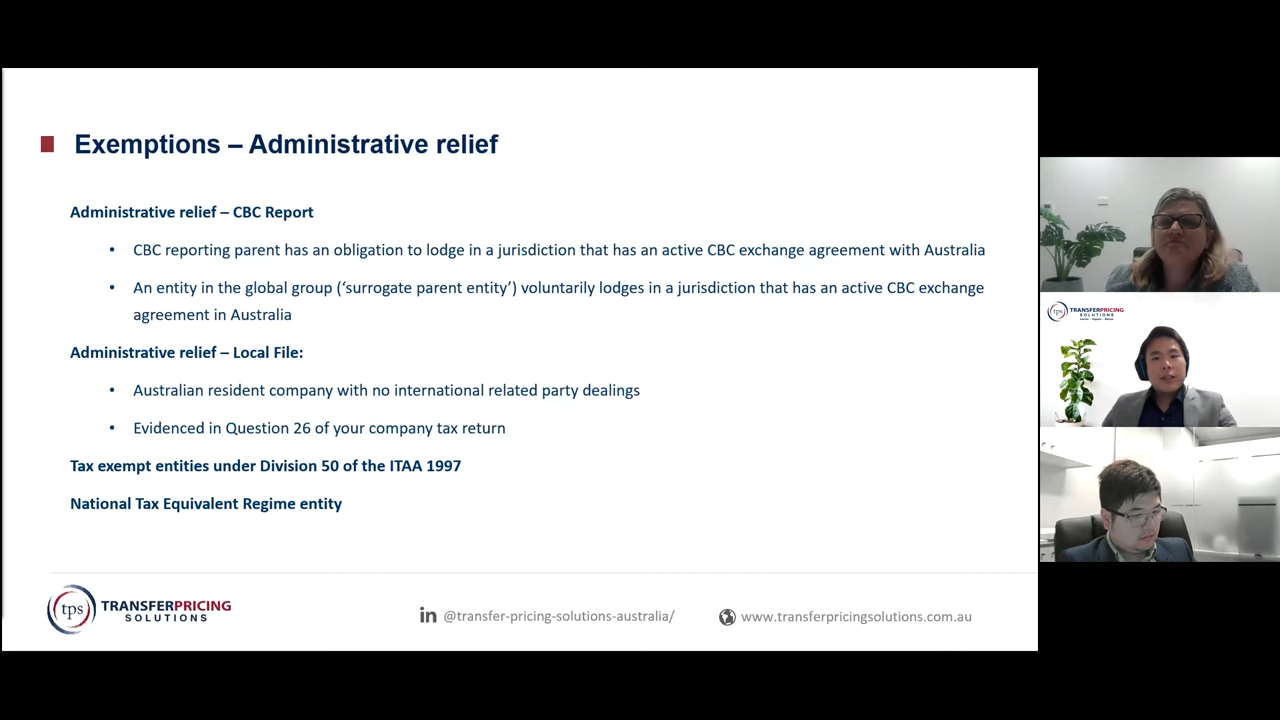 Exemptions – Administrative relief
Administrative relief – CBC Report
• CBC reporting parent has an obligation to lodge in a jurisdiction that has an active CBC exchange agreement with Australia
• An entity in the global group (‘surrogate parent entity’) voluntarily lodges in a jurisdiction that has an active CBC exchange
agreement in Australia
Administrative relief – Local File:
• Australian resident company with no international related party dealings
• Evidenced in Question 26 of your company tax return
Tax exempt entities under Division 50 of the ITAA 1997
National Tax Equivalent Regime entity
tps TRANSFERPRICING
SOLUTIONS
in @transfer-pricing-solutions-australia/
www.transferpricingsolutions.com.au
tps TRANSFERPRICING
SOLUTIONS